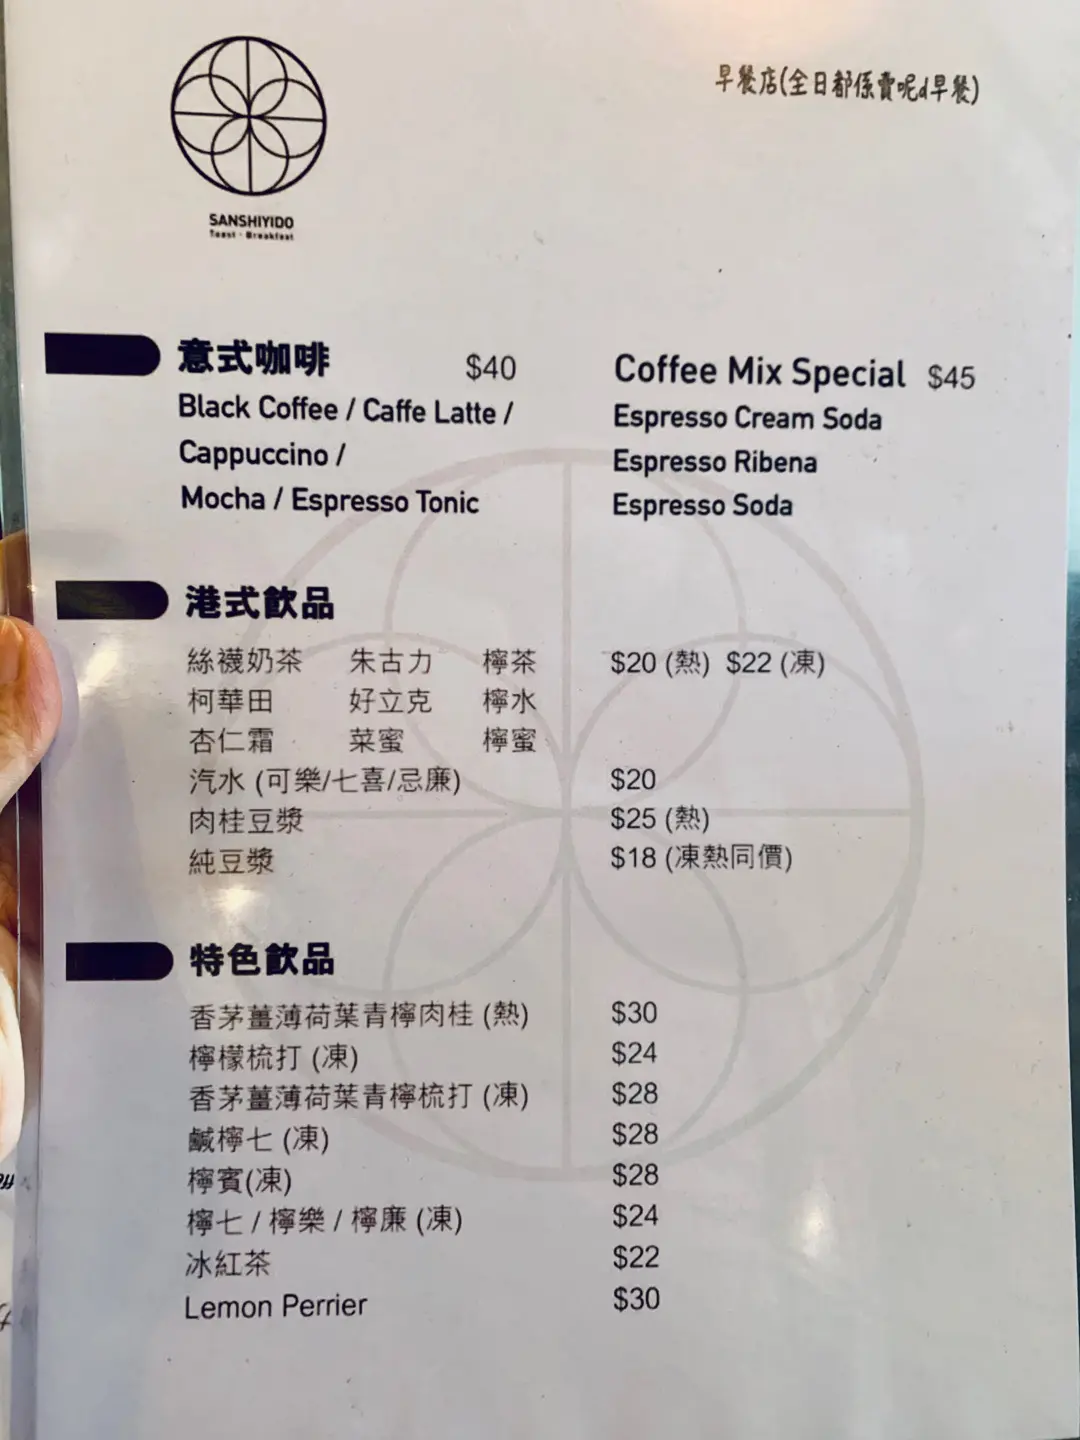 早餐店(全日都係賣呢d早餐)
SANSHIYIDO
Toast · Breakfast
意式咖啡 $40
Black Coffee / Caffe Latte /
Cappuccino /
Mocha / Espresso Tonic
Coffee Mix Special $45
Espresso Cream Soda
Espresso Ribena
Espresso Soda
港式飲品
絲襪奶茶 朱古力 檸茶 $20 (熱) $22 (凍)
柯華田 好立克 檸水
杏仁霜 菜蜜 檸蜜
汽水 (可樂/七喜/忌廉) $20
肉桂豆漿 $25 (熱)
純豆漿 $18 (凍熱同價)
特色飲品
香茅薑薄荷葉青檸肉桂 (熱) $30
檸檬梳打 (凍) $24
香茅薑薄荷葉青檸梳打 (凍) $28
鹹檸七 (凍) $28
檸賓(凍) $28
檸七 / 檸樂 / 檸廉 (凍) $24
冰紅茶 $22
Lemon Perrier $30